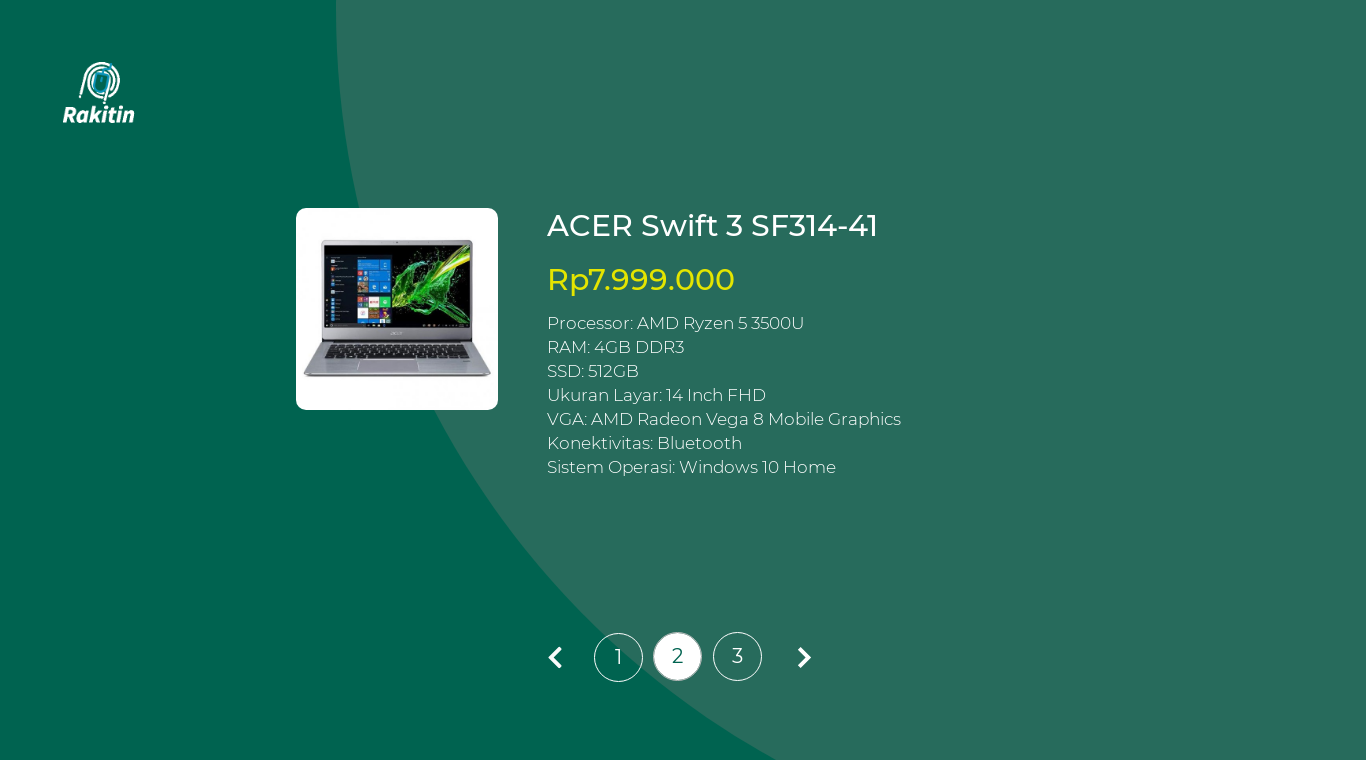 Rakitin
ACER Swift 3 SF314-41
Rp7.999.000
Processor: AMD Ryzen 5 3500U
RAM: 4GB DDR3
SSD: 512GB
Ukuran Layar: 14 Inch FHD
VGA: AMD Radeon Vega 8 Mobile Graphics
Konektivitas: Bluetooth
Sistem Operasi: Windows 10 Home
1 2 3